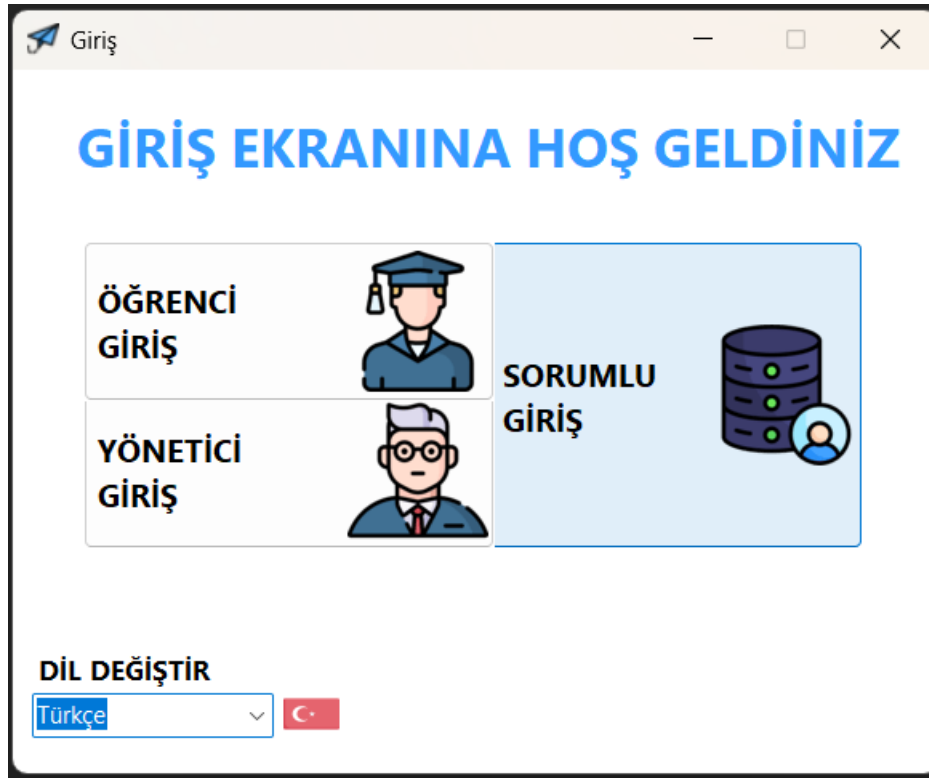 Giriş
GİRİŞ EKRANINA HOŞ GELDİNİZ
ÖĞRENCİ
GİRİŞ
YÖNETİCİ
GİRİŞ
SORUMLU
GİRİŞ
DİL DEĞİŞTİR
Türkçe